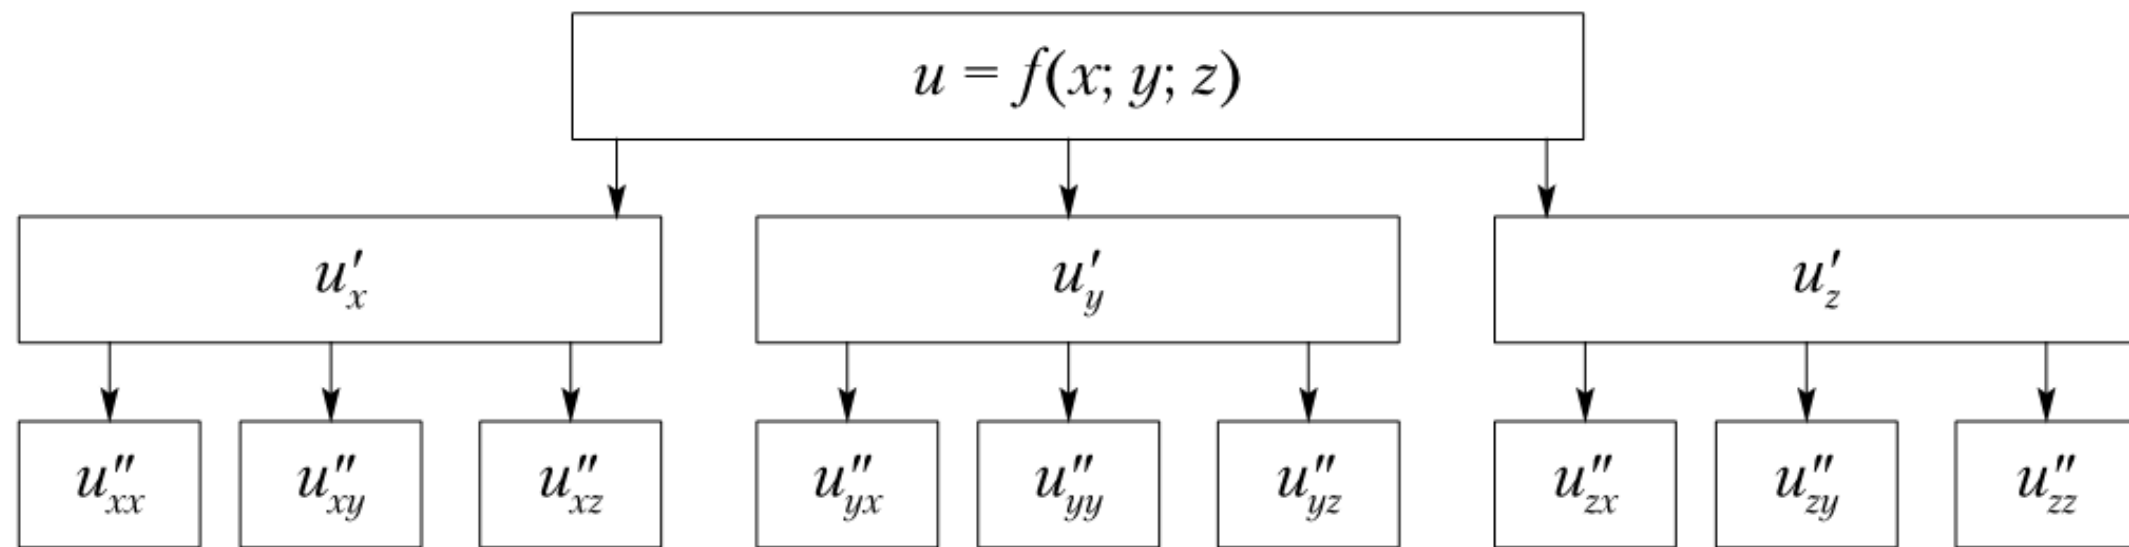 u = f(x; y; z)
u′x u′y u′z
u″xx u″xy u″xz u″yx u″yy u″yz u″zx u″zy u″zz